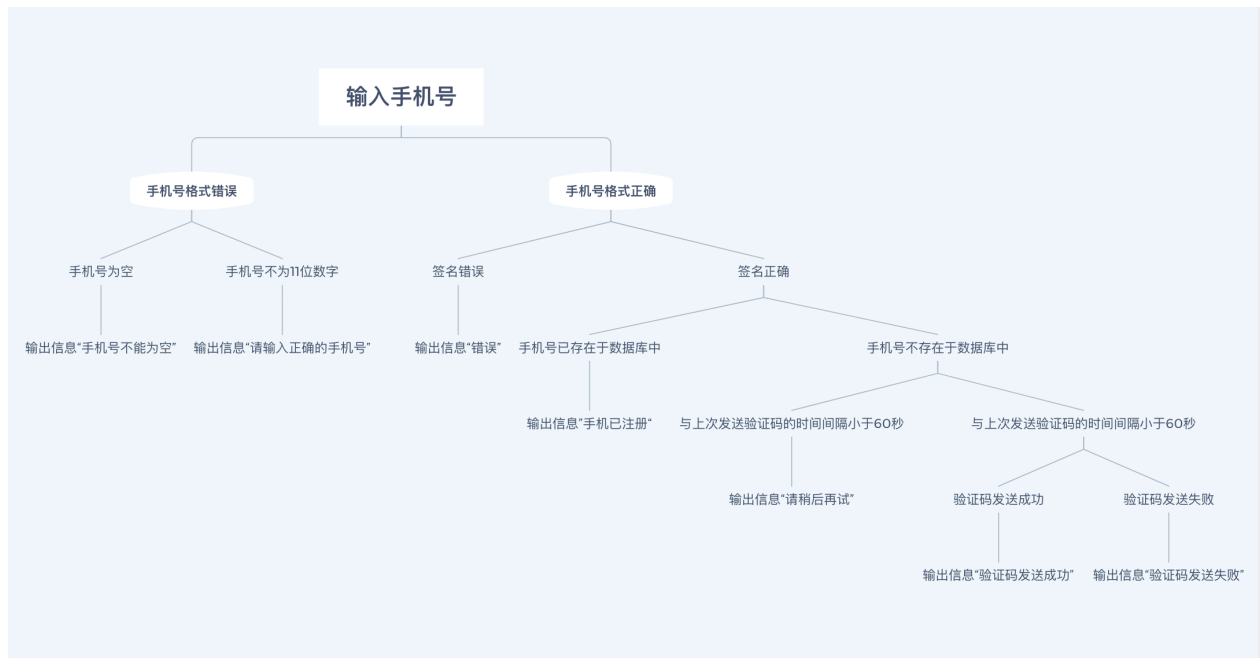 输入手机号
手机号格式错误
手机号格式正确
手机号为空
手机号不为11位数字
签名错误
签名正确
输出信息“手机号不能为空”
输出信息“请输入正确的手机号”
输出信息“错误”
手机号已存在于数据库中
手机号不存在于数据库中
输出信息”手机已注册“
与上次发送验证码的时间间隔小于60秒
与上次发送验证码的时间间隔小于60秒
输出信息“请稍后再试”
验证码发送成功
验证码发送失败
输出信息“验证码发送成功”
输出信息“验证码发送失败”